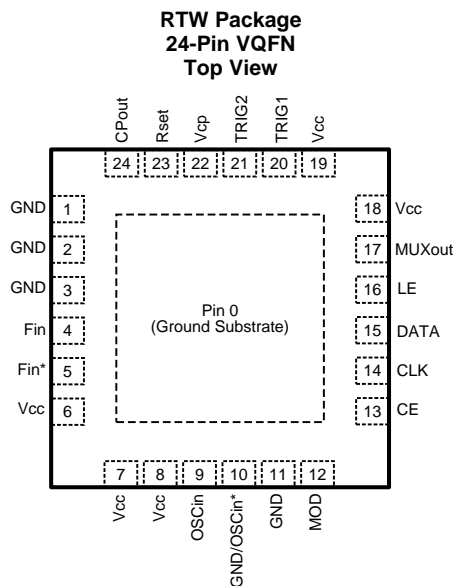 RTW Package
24-Pin VQFN
Top View
CPout
Rset
Vcp
TRIG2
TRIG1
Vcc
24 23 22 21 20 19
GND 1
GND 2
GND 3
Fin 4
Fin* 5
Vcc 6
Pin 0
(Ground Substrate)
18 Vcc
17 MUXout
16 LE
15 DATA
14 CLK
13 CE
7 8 9 10 11 12
Vcc
Vcc
OSCin
GND/OSCin*
GND
MOD